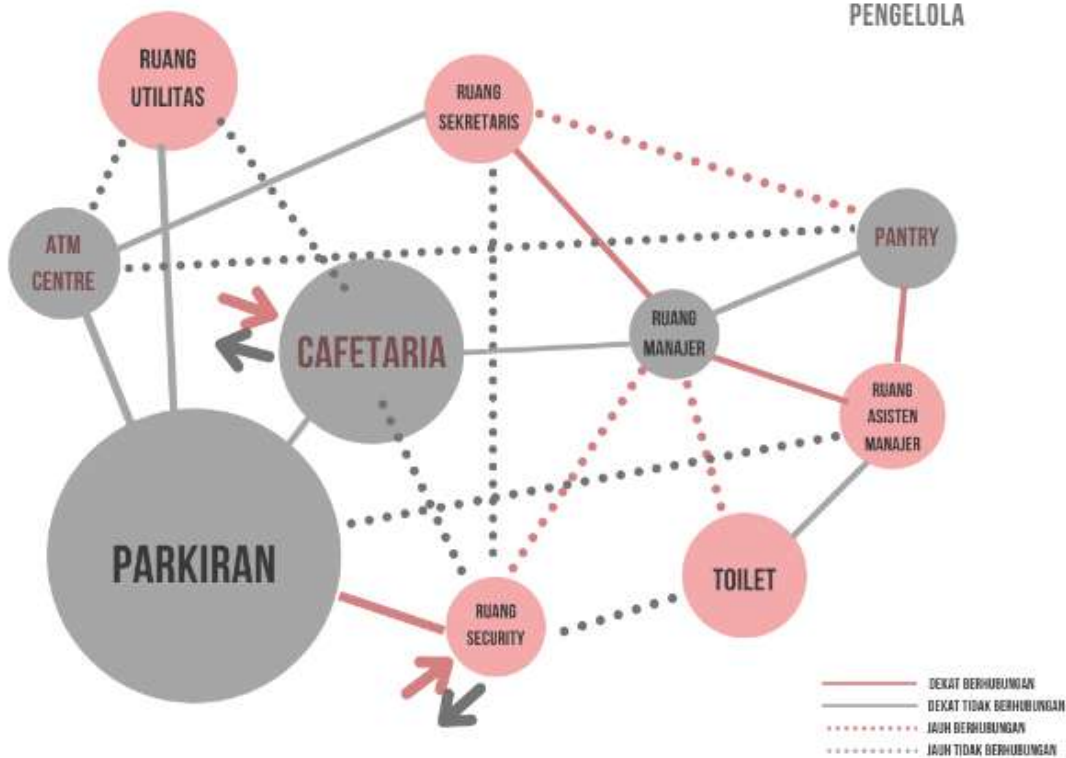 PENGELOLA
RUANG
UTILITAS
RUANG
SEKRETARIS
ATM
CENTRE
PANTRY
CAFETARIA
RUANG
MANAJER
RUANG
ASISTEN
MANAJER
PARKIRAN
TOILET
RUANG
SECURITY
DEKAT BERHUBUNGAN
DEKAT TIDAK BERHUBUNGAN
JAUH BERHUBUNGAN
JAUH TIDAK BERHUBUNGAN